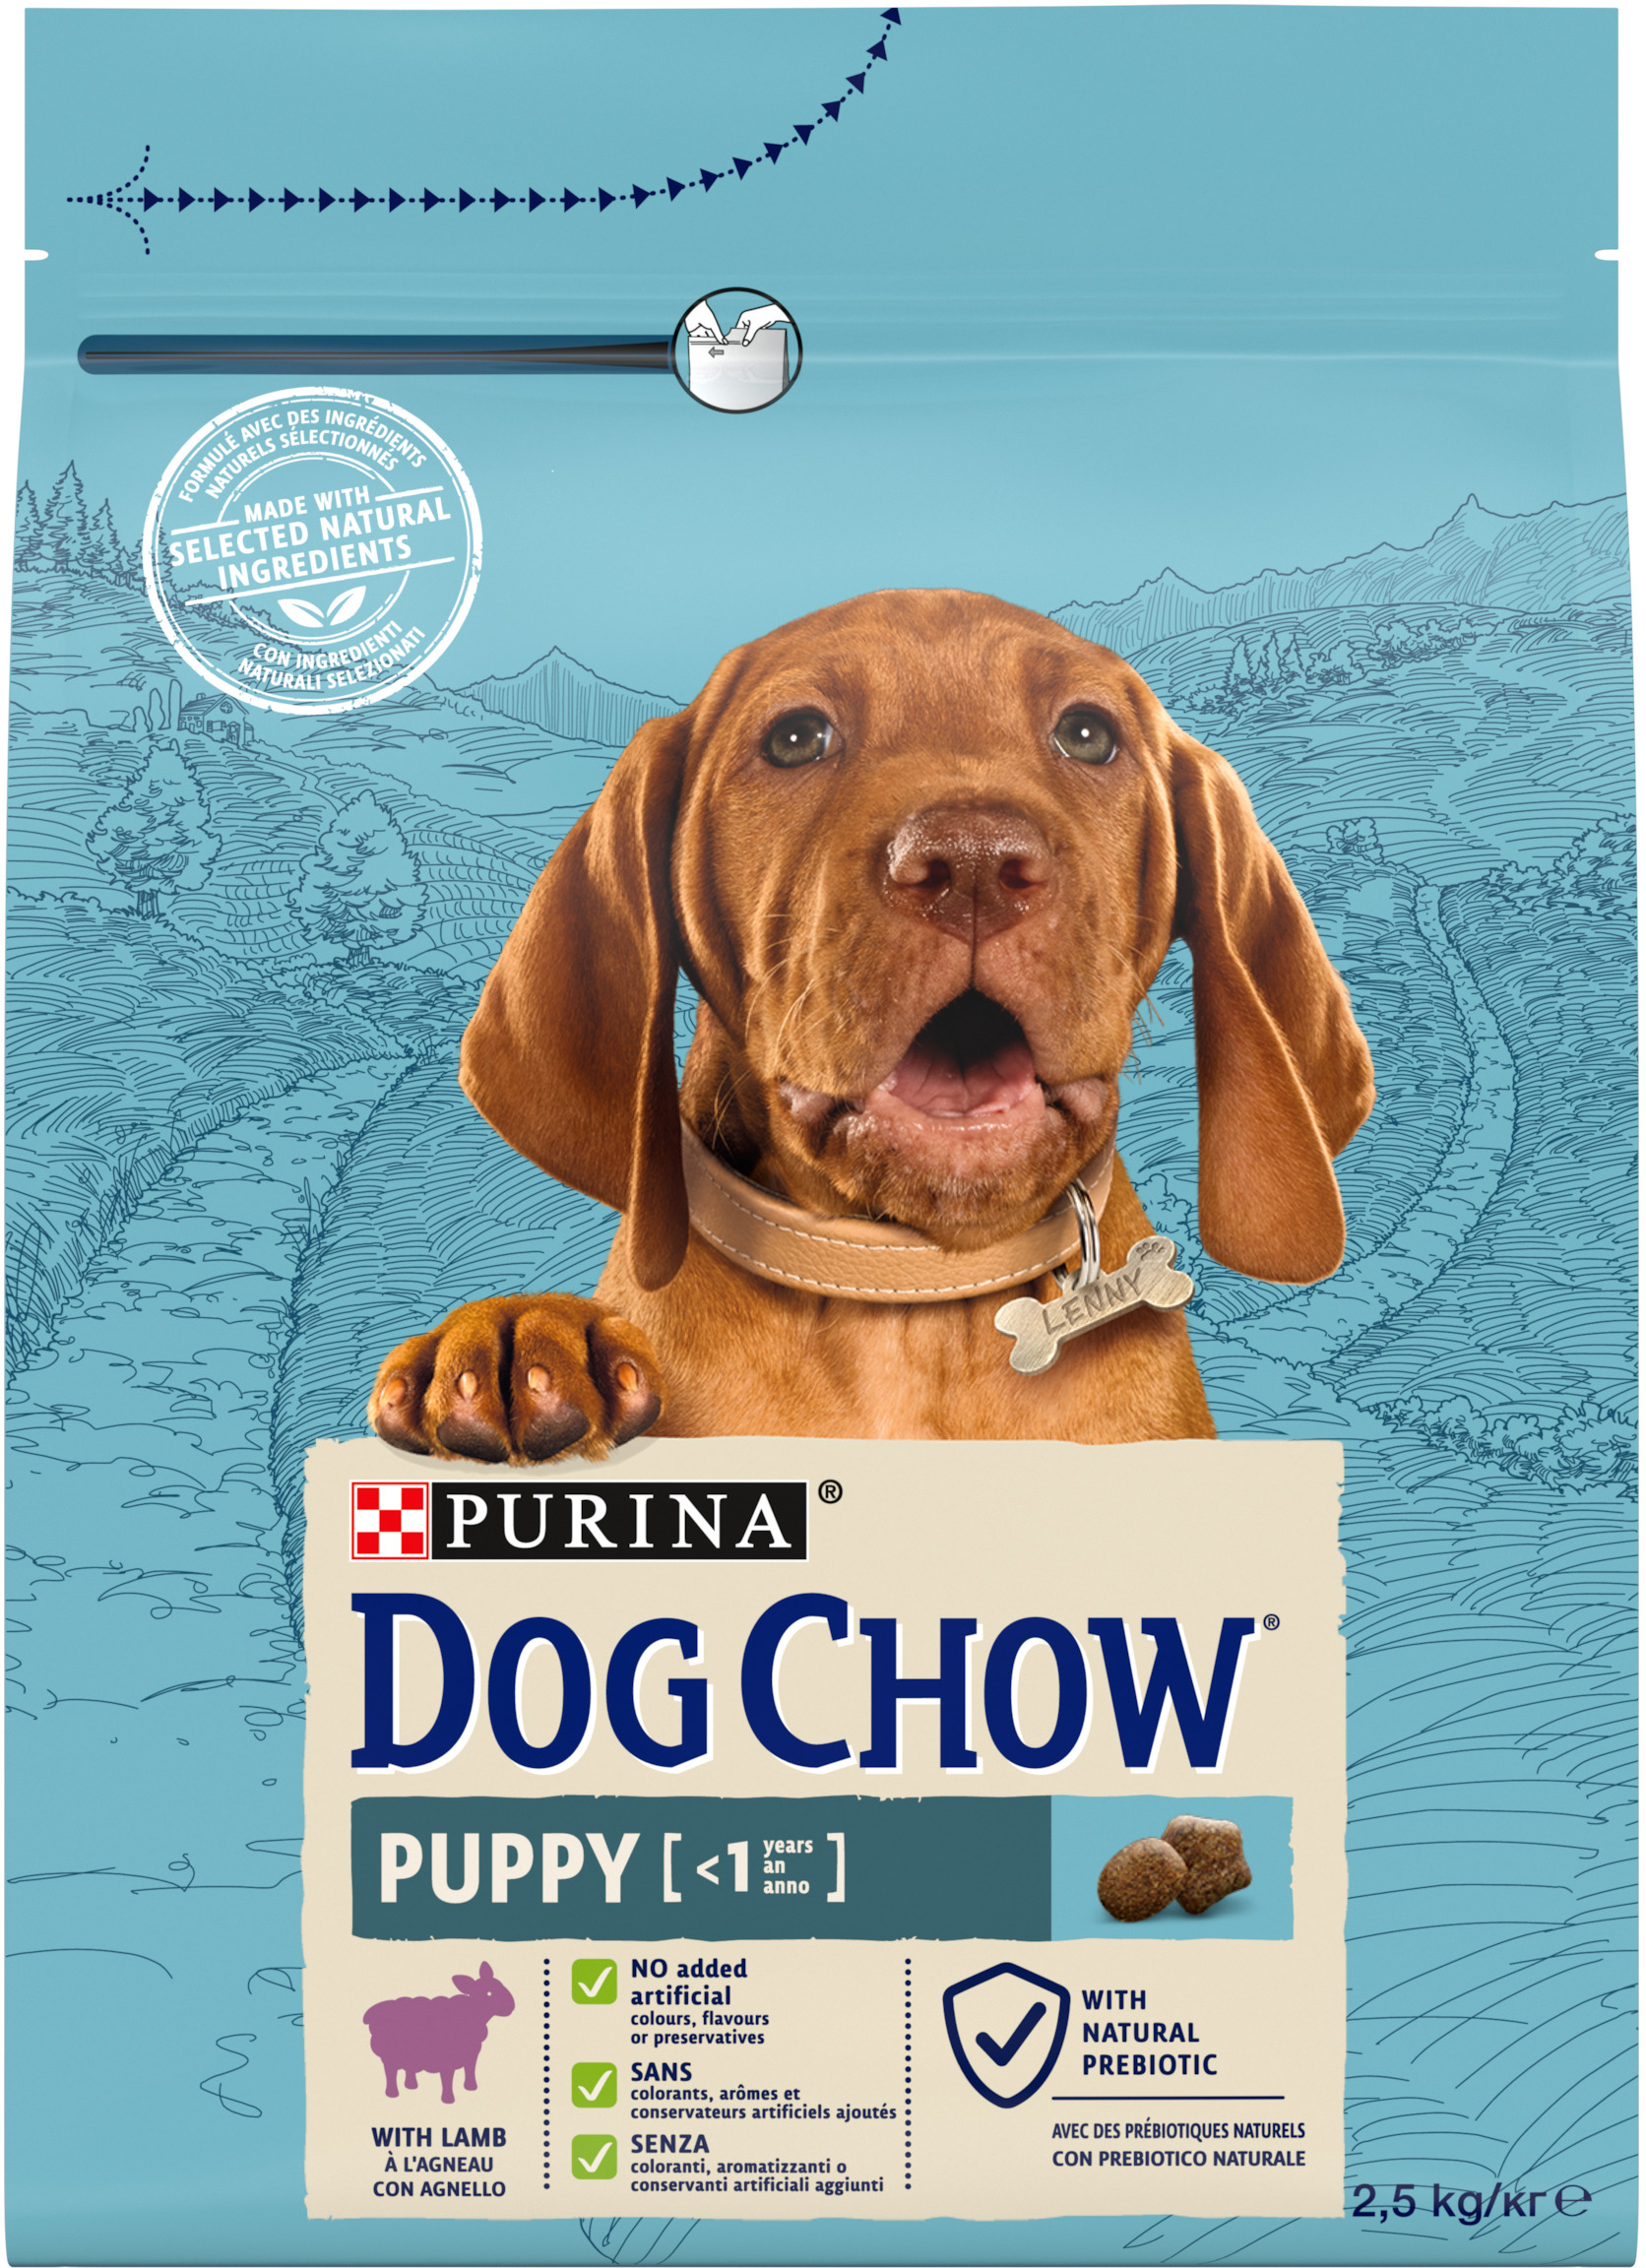 FORMULÉ AVEC DES INGRÉDIENTS
NATURELS SÉLECTIONNÉS
MADE WITH
SELECTED NATURAL
INGREDIENTS
CON INGREDIENTI
NATURALI SELEZIONATI
LENNY
PURINA®
DOG CHOW®
PUPPY [<1 years
an
anno]
WITH LAMB
À L'AGNEAU
CON AGNELLO
NO added
artificial
colours, flavours
or preservatives
SANS
colorants, arômes et
conservateurs artificiels ajoutés
SENZA
coloranti, aromatizzanti o
conservanti artificiali aggiunti
WITH
NATURAL
PREBIOTIC
AVEC DES PRÉBIOTIQUES NATURELS
CON PREBIOTICO NATURALE
2,5 kg/кг ℮